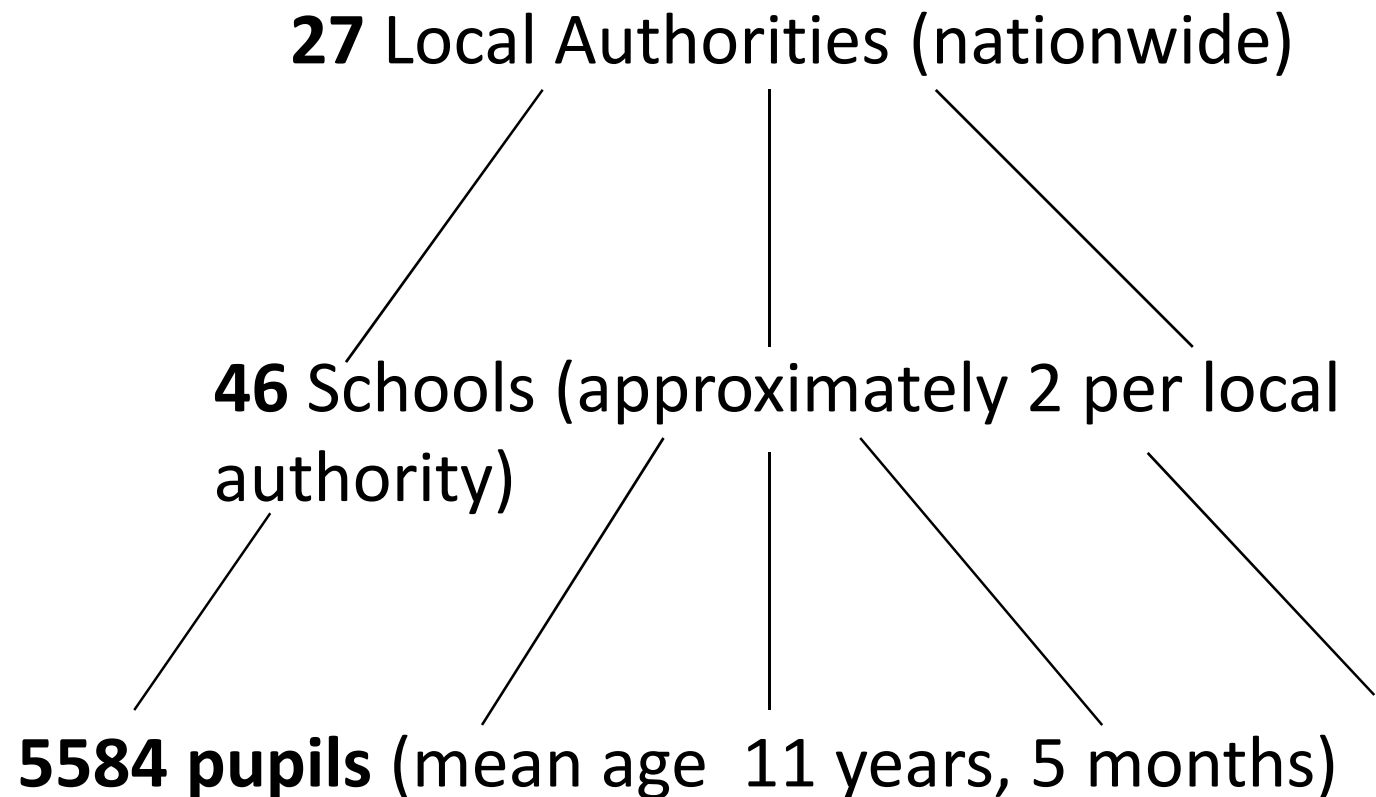 27 Local Authorities (nationwide)
46 Schools (approximately 2 per local
authority)
5584 pupils (mean age  11 years, 5 months)